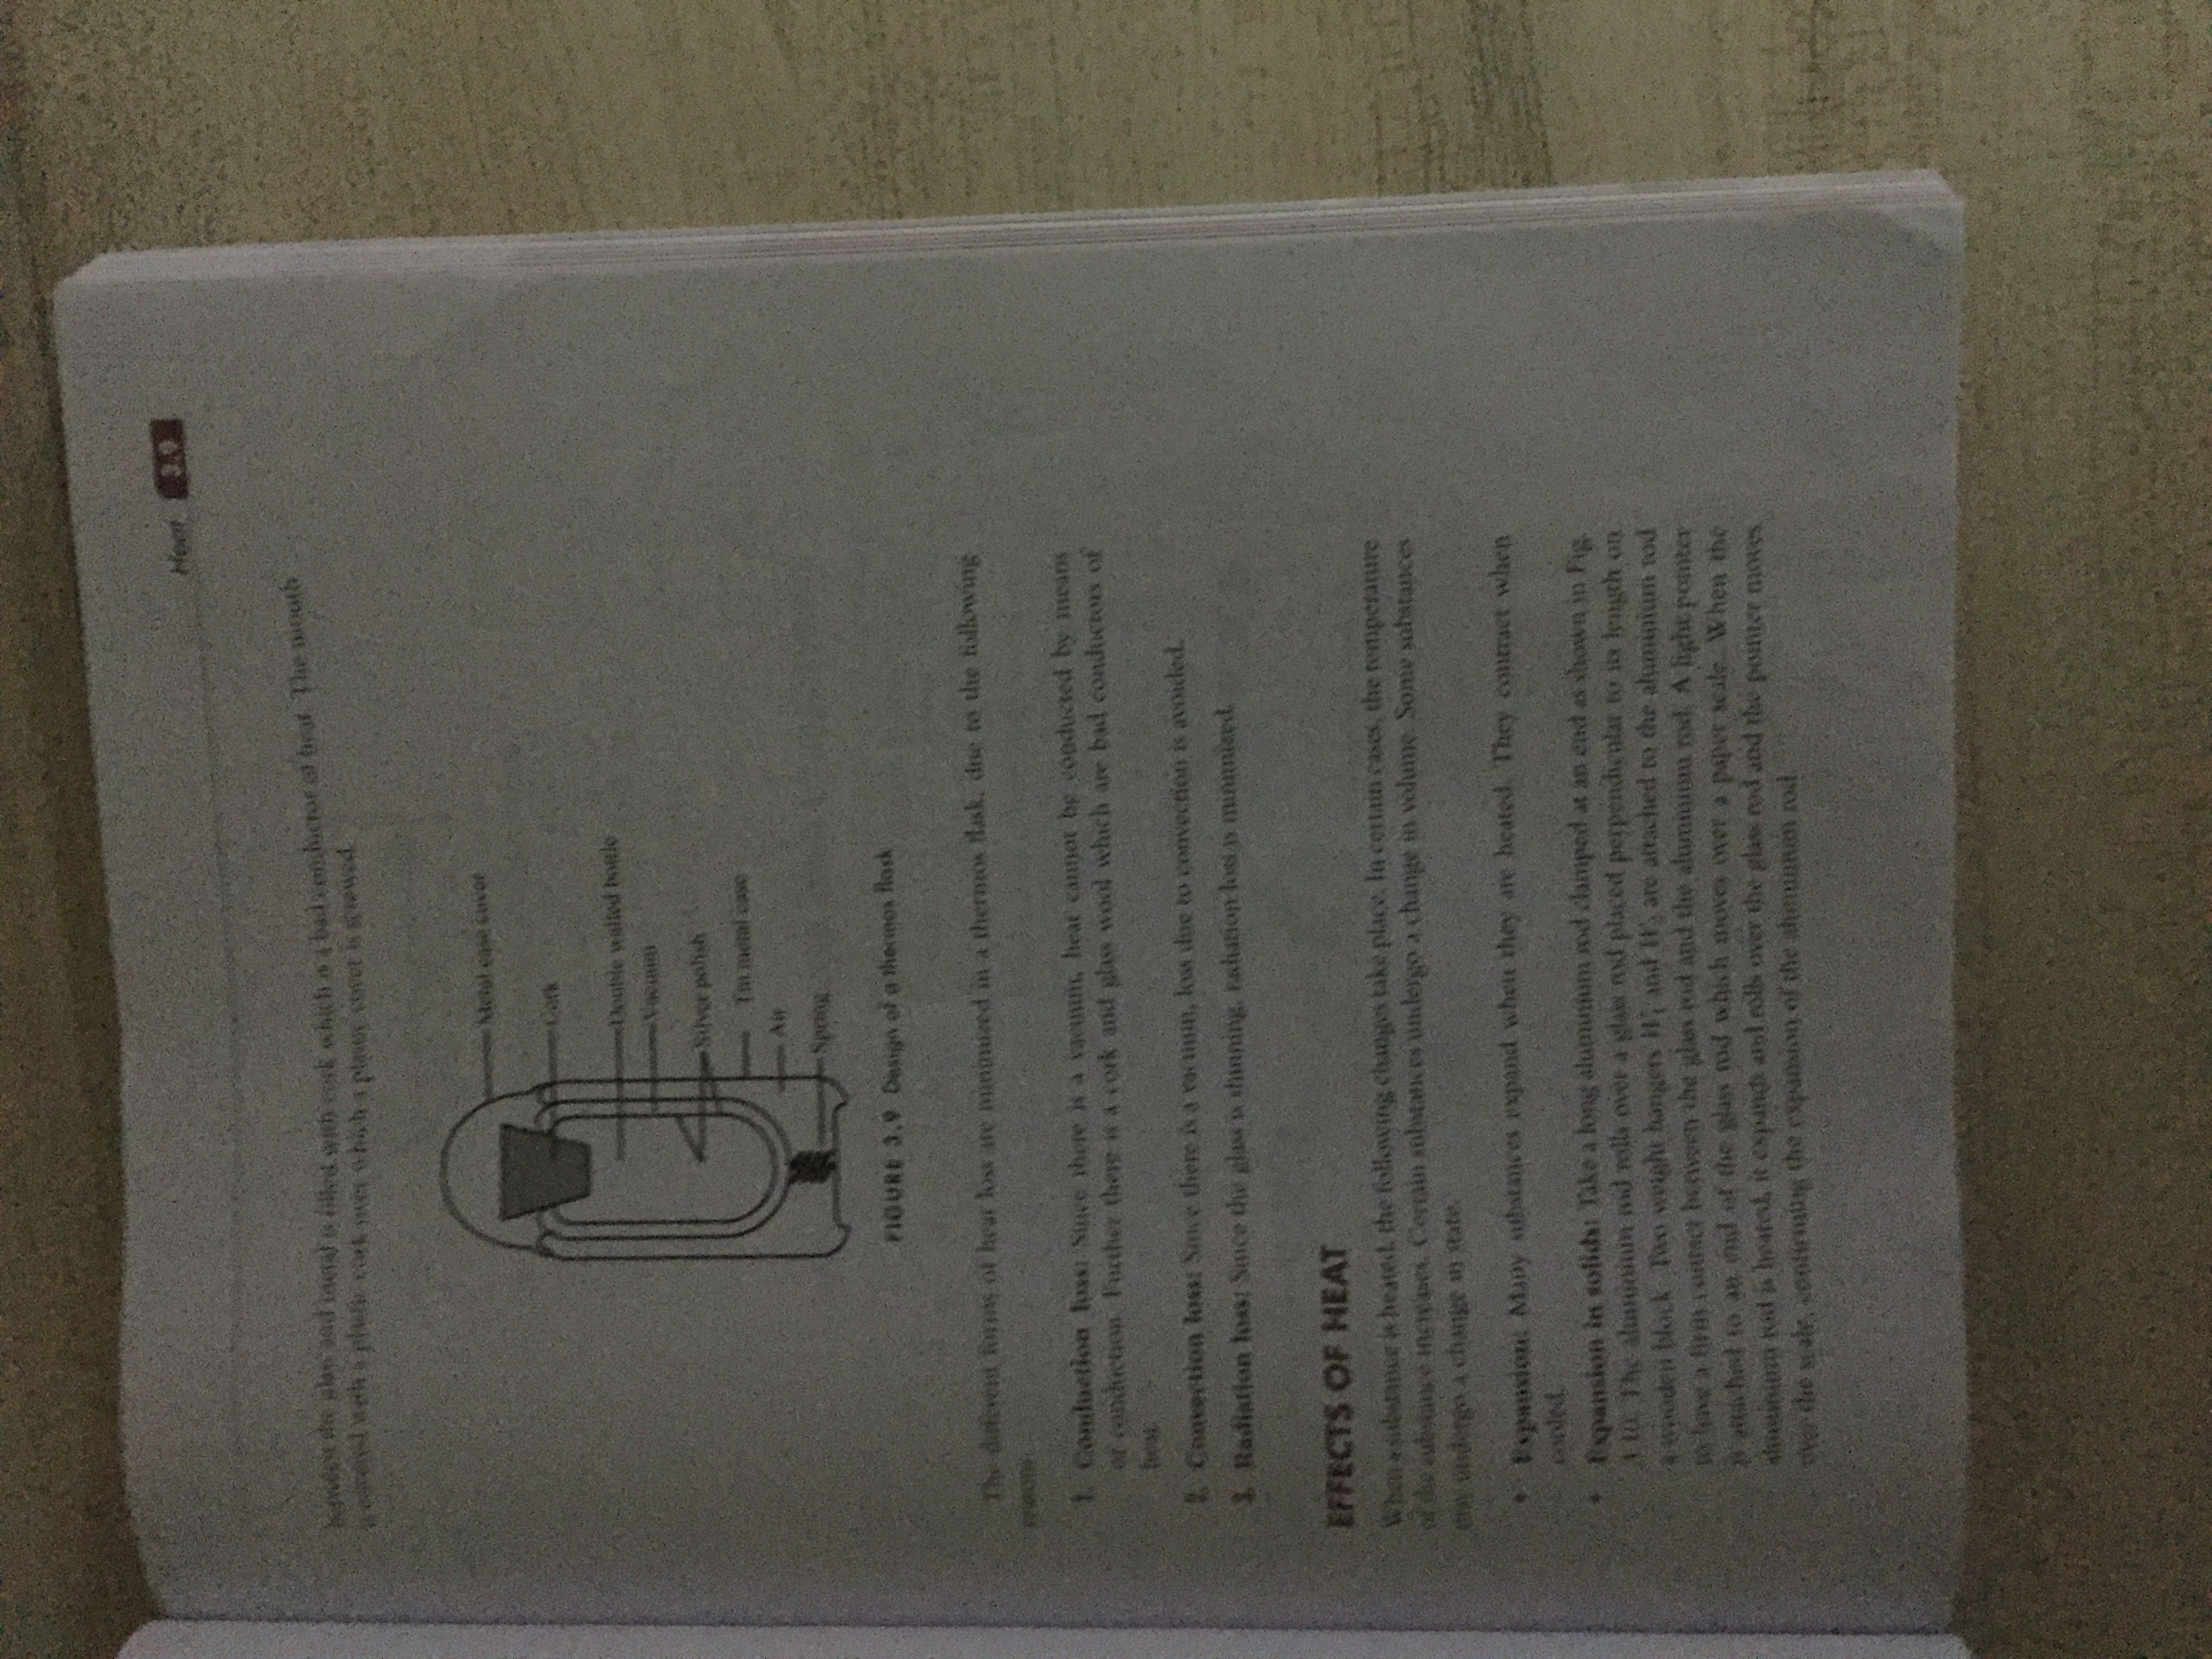 Heat 3.9
between the glass and metal is filled with cork which is a bad conductor of heat. The mouth
is covered with a plastic cork over which a plastic cover is screwed.
Metal case cover
Cork
Double walled bottle
Vacuum
Silver polish
Tin metal case
Air
Spring
FIGURE 3.9 Design of a thermos flask
The different forms of heat loss are minimized in a thermos flask, due to the following
reasons:
1. Conduction loss: Since there is a vacuum, heat cannot be conducted by means
of conduction. Further there is a cork and glass wool which are bad conductors of
heat.
2. Convection loss: Since there is a vacuum, loss due to convection is avoided.
3. Radiation loss: Since the glass is shinning, radiation loss is minimized.
EFFECTS OF HEAT
When a substance is heated, the following changes take place. In certain cases, the temperature
of the substance increases. Certain substances undergo a change in volume. Some substances
may undergo a change in state.
• Expansion: Many substances expand when they are heated. They contract when
cooled.
• Expansion in solids: Take a long aluminium rod clamped at an end as shown in Fig.
3.10. The aluminium rod rolls over a glass rod placed perpendicular to its length on
a wooden block. Two weight hangers W₁ and W₂ are attached to the aluminium rod
to have a firm contact between the glass rod and the aluminium rod. A light pointer
is attached to an end of the glass rod which moves over a paper scale. When the
aluminium rod is heated, it expands and rolls over the glass rod and the pointer moves
over the scale, confirming the expansion of the aluminium rod.